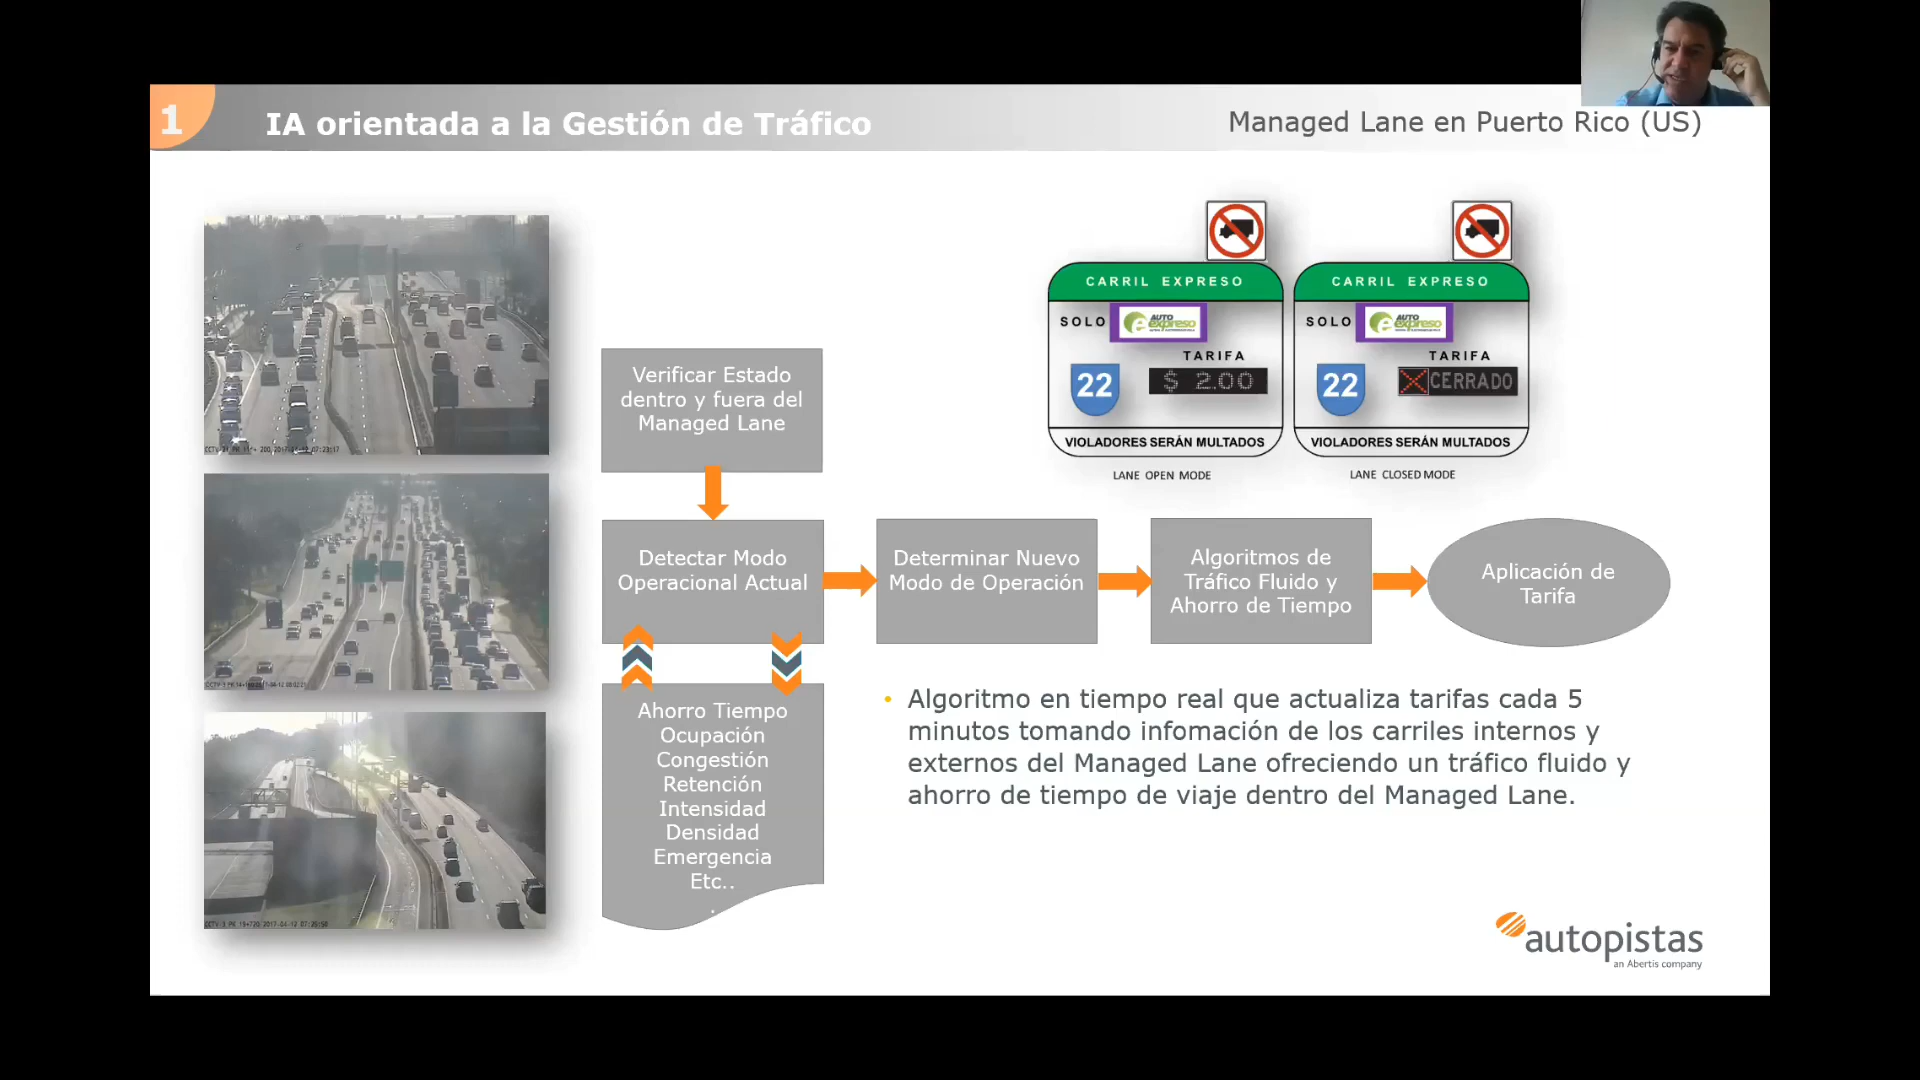 1
IA orientada a la Gestión de Tráfico
Managed Lane en Puerto Rico (US)
CARRIL EXPRESO
SOLO
AUTO
expreso
TARIFA
22
$ 2.00
VIOLADORES SERÁN MULTADOS
LANE OPEN MODE
CARRIL EXPRESO
SOLO
AUTO
expreso
TARIFA
22
CERRADO
VIOLADORES SERÁN MULTADOS
LANE CLOSED MODE
Verificar Estado
dentro y fuera del
Managed Lane
Detectar Modo
Operacional Actual
Determinar Nuevo
Modo de Operación
Algoritmos de
Tráfico Fluido y
Ahorro de Tiempo
Aplicación de
Tarifa
Ahorro Tiempo
Ocupación
Congestión
Retención
Intensidad
Densidad
Emergencia
Etc..
.
• Algoritmo en tiempo real que actualiza tarifas cada 5
minutos tomando infomación de los carriles internos y
externos del Managed Lane ofreciendo un tráfico fluido y
ahorro de tiempo de viaje dentro del Managed Lane.
autopistas
an Abertis company